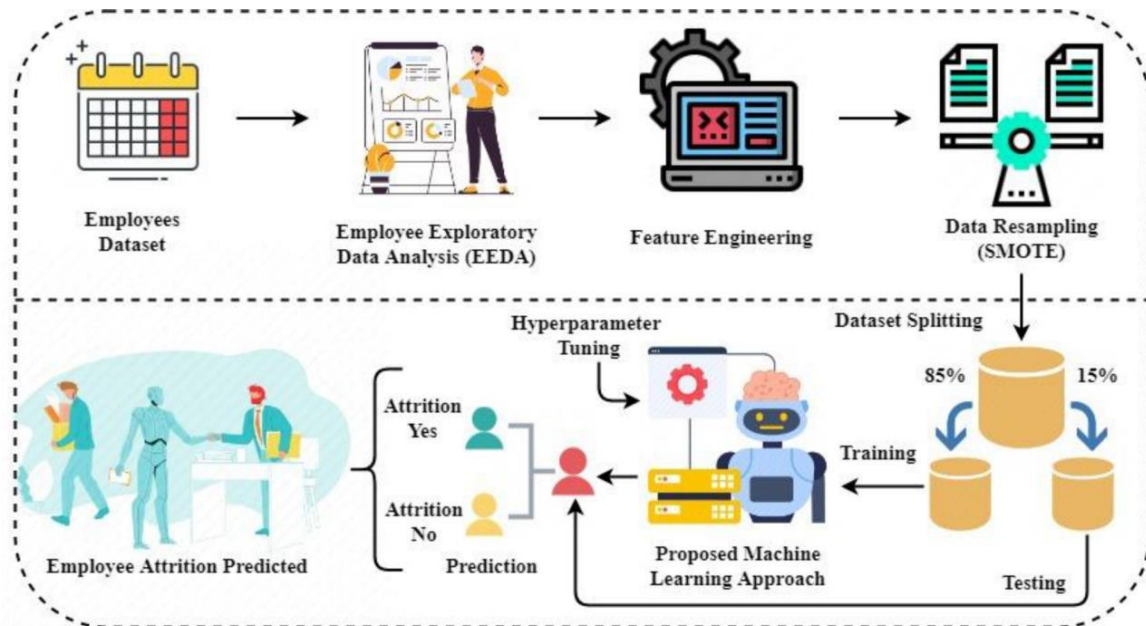 Employees
Dataset
Employee Exploratory
Data Analysis (EEDA)
Feature Engineering
Data Resampling
(SMOTE)
Dataset Splitting
85%
15%
Training
Testing
Hyperparameter
Tuning
Proposed Machine
Learning Approach
Prediction
Attrition
Yes
Attrition
No
Employee Attrition Predicted